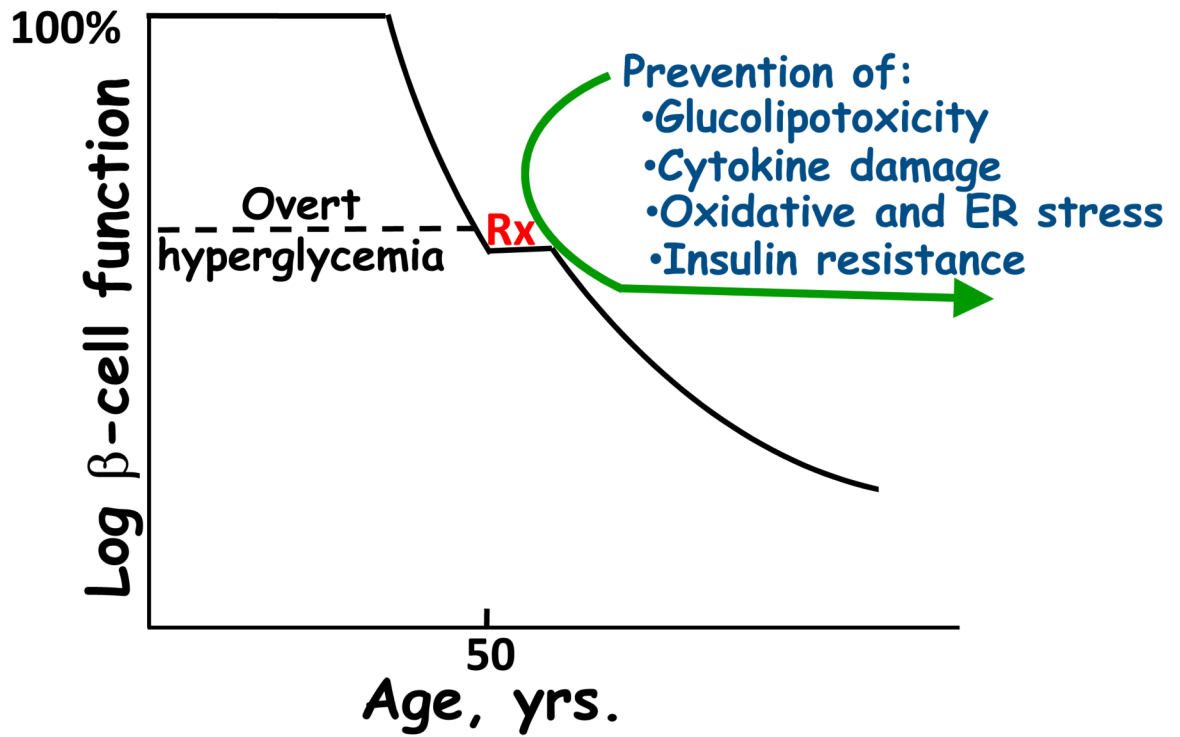 100%
Log β-cell function
Overt
hyperglycemia
Rx
Prevention of:
•Glucolipotoxicity
•Cytokine damage
•Oxidative and ER stress
•Insulin resistance
50
Age, yrs.